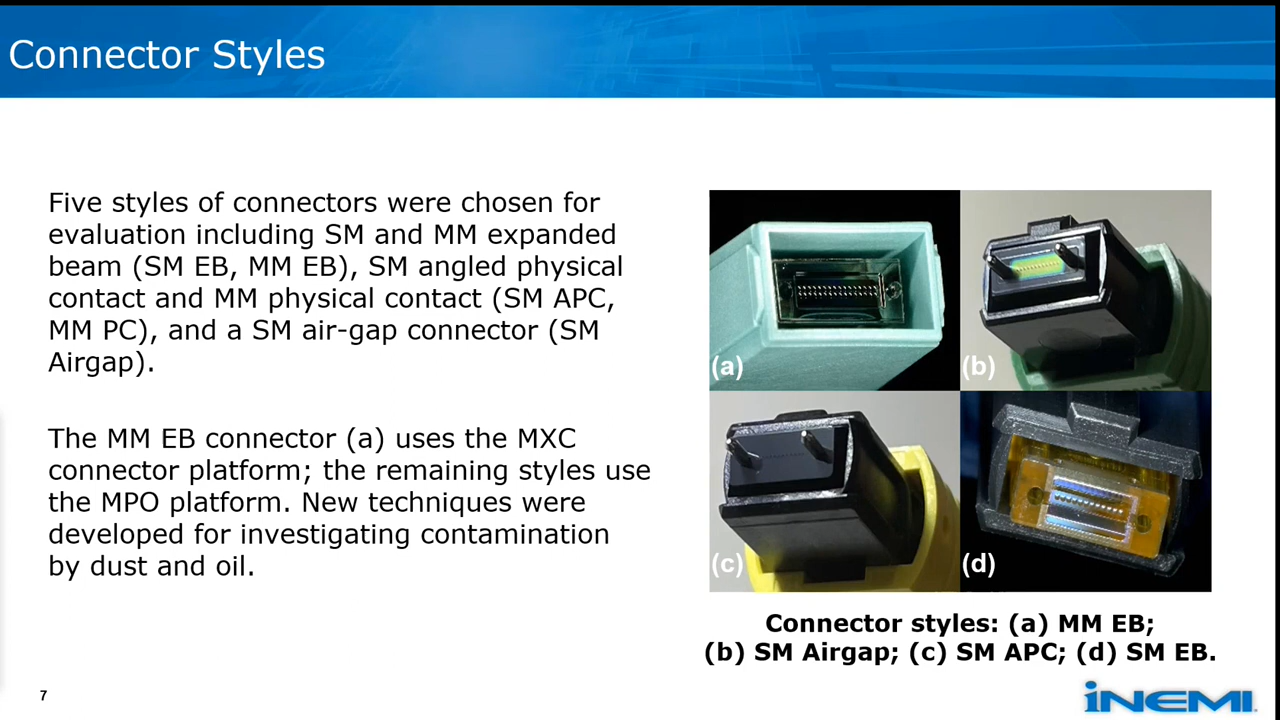 Connector Styles
Five styles of connectors were chosen for
evaluation including SM and MM expanded
beam (SM EB, MM EB), SM angled physical
contact and MM physical contact (SM APC,
MM PC), and a SM air-gap connector (SM
Airgap).
The MM EB connector (a) uses the MXC
connector platform; the remaining styles use
the MPO platform. New techniques were
developed for investigating contamination
by dust and oil.
(a)
(b)
(c)
(d)
Connector styles: (a) MM EB;
(b) SM Airgap; (c) SM APC; (d) SM EB.
7
iNEMI